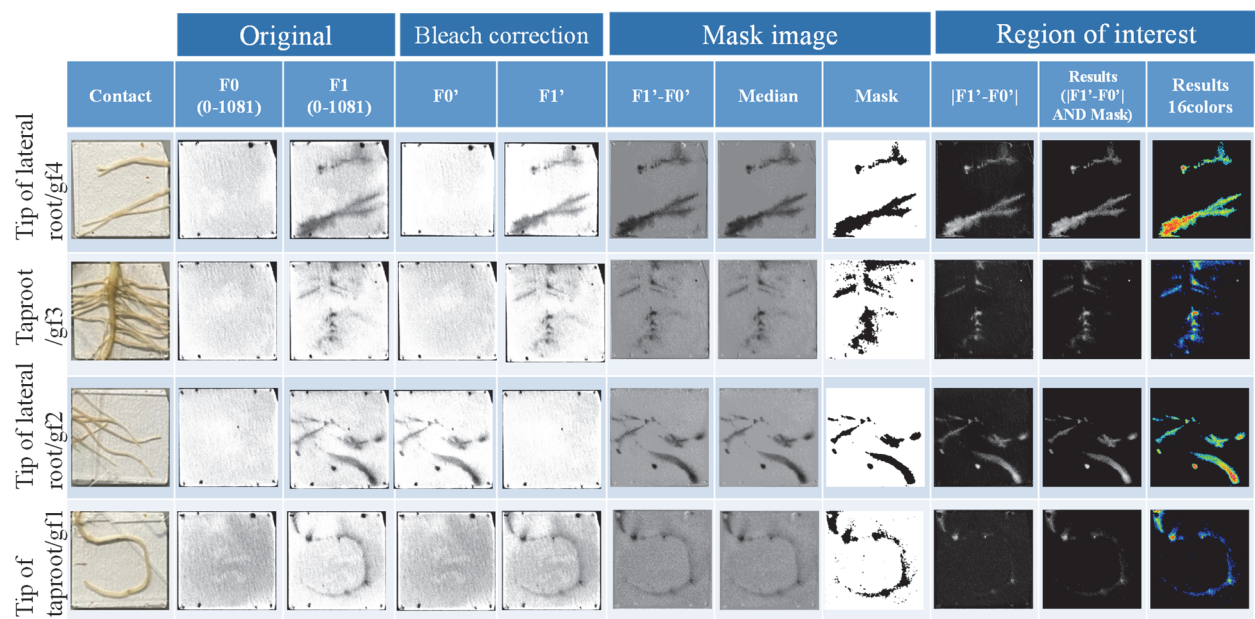 Original
Bleach correction
Mask image
Region of interest
Contact
F0
(0-1081)
F1
(0-1081)
F0’
F1’
F1’-F0’
Median
Mask
|F1’-F0’|
Results
(|F1’-F0’|
AND Mask)
Results
16colors
Tip of lateral
root/gf4
Taproot
/gf3
Tip of lateral
root/gf2
Tip of
taproot/gf1